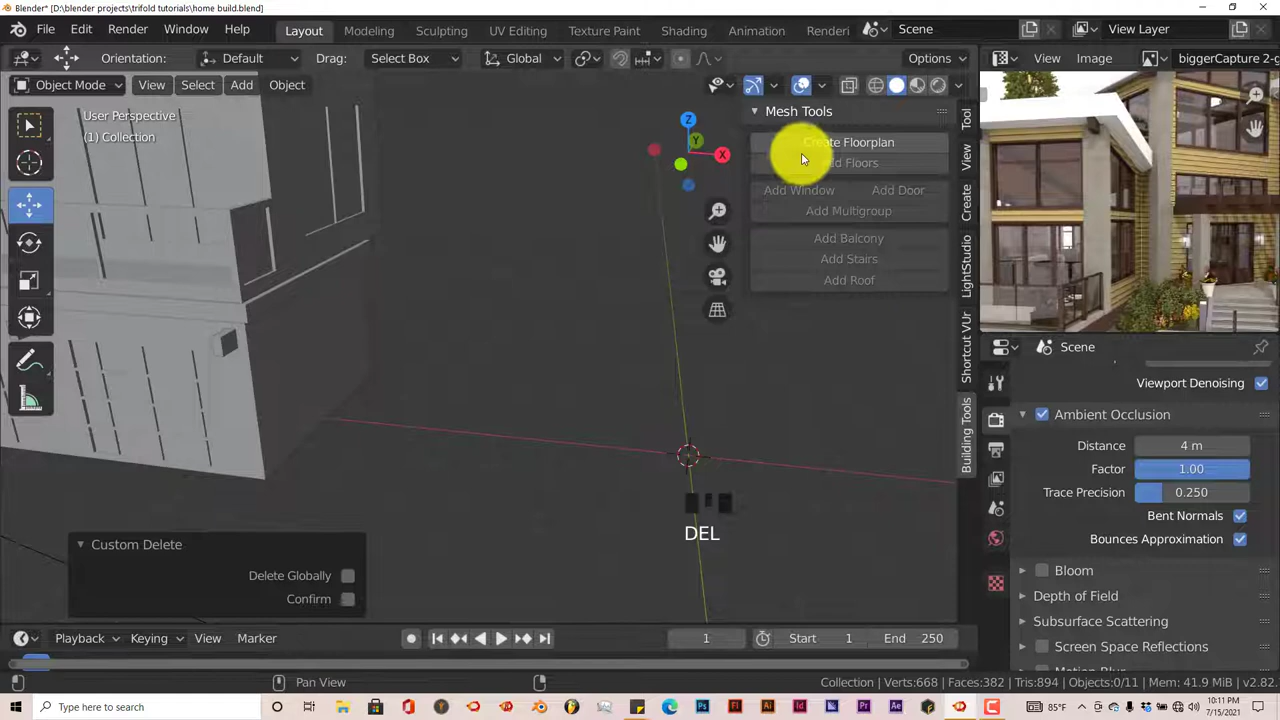 Blender* [D:\blender projects\trifold tutorials\home build.blend]
File Edit Render Window Help Layout Modeling Sculpting UV Editing Texture Paint Shading Animation Renderi Scene View Layer
Orientation: Default Drag: Select Box Global Options View Image biggerCapture 2-g
Object Mode View Select Add Object
User Perspective
(1) Collection
Z
Y
X
Mesh Tools
Create Floorplan
dd Floors
Add Window Add Door
Add Multigroup
Add Balcony
Add Stairs
Add Roof
Tool
View
Create
LightStudio
Shortcut VUr
Building Tools
Scene
Viewport Denoising
Ambient Occlusion
Distance 4 m
Factor 1.00
Trace Precision 0.250
Bent Normals
Bounces Approximation
Bloom
Depth of Field
Subsurface Scattering
Screen Space Reflections
DEL
Custom Delete
Delete Globally
Confirm
Playback Keying View Marker 1 Start 1 End 250
Pan View
Collection | Verts:668 | Faces:382 | Tris:894 | Objects:0/11 | Mem: 41.9 MiB | v2.82.
Type here to search
85°F
10:11 PM
7/15/2021